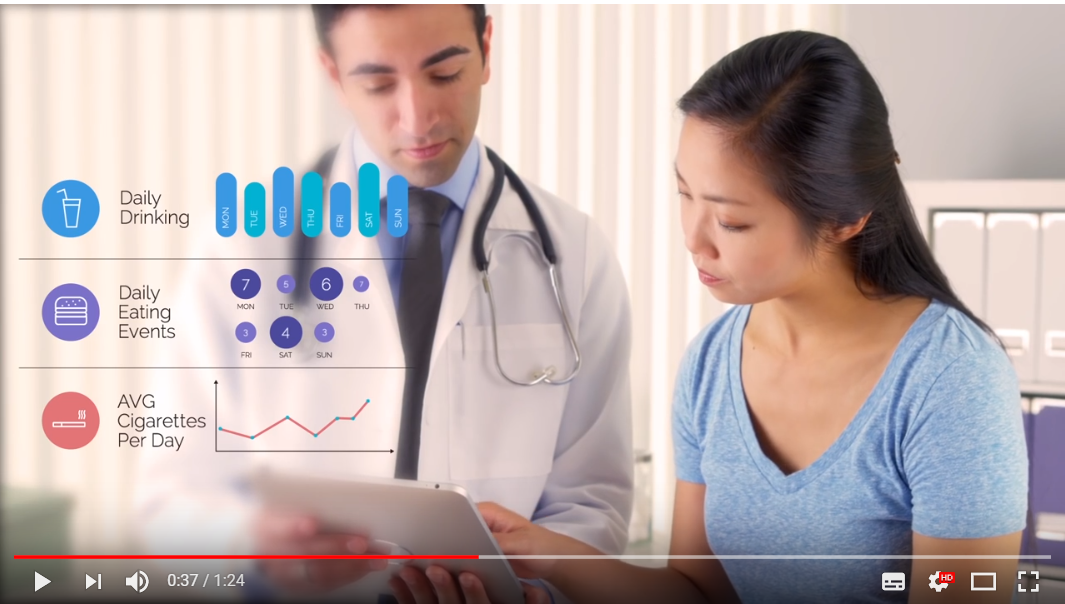 Daily
Drinking
MON TUE WED THU FRI SAT SUN
Daily
Eating
Events
7 5 6 7
MON TUE WED THU
3 4 3
FRI SAT SUN
AVG
Cigarettes
Per Day
0:37 / 1:24
HD